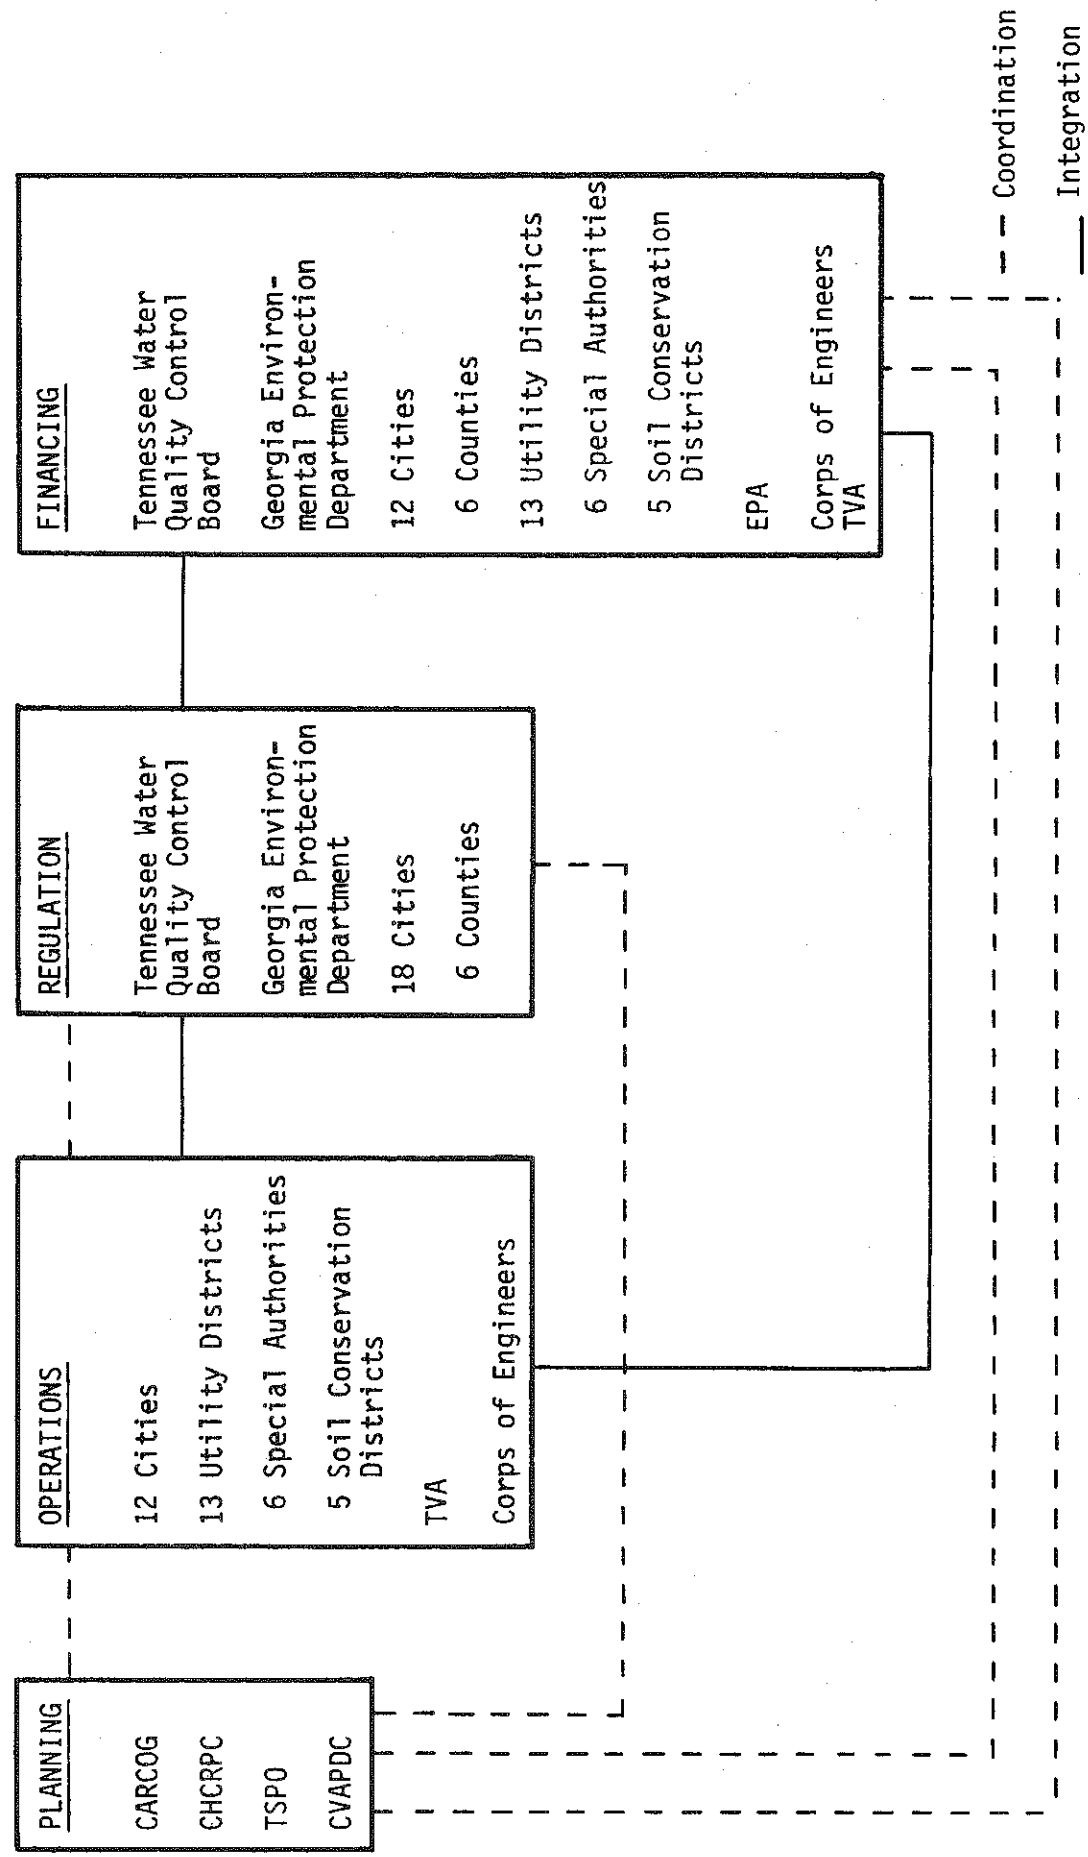 PLANNING
CARCOG
CHCRPC
TSPO
CVAPDC
OPERATIONS
12 Cities
13 Utility Districts
6 Special Authorities
5 Soil Conservation
Districts
TVA
Corps of Engineers
REGULATION
Tennessee Water
Quality Control
Board
Georgia Environ-
mental Protection
Department
18 Cities
6 Counties
FINANCING
Tennessee Water
Quality Control
Board
Georgia Environ-
mental Protection
Department
12 Cities
6 Counties
13 Utility Districts
6 Special Authorities
5 Soil Conservation
Districts
EPA
Corps of Engineers
TVA
Coordination
Integration